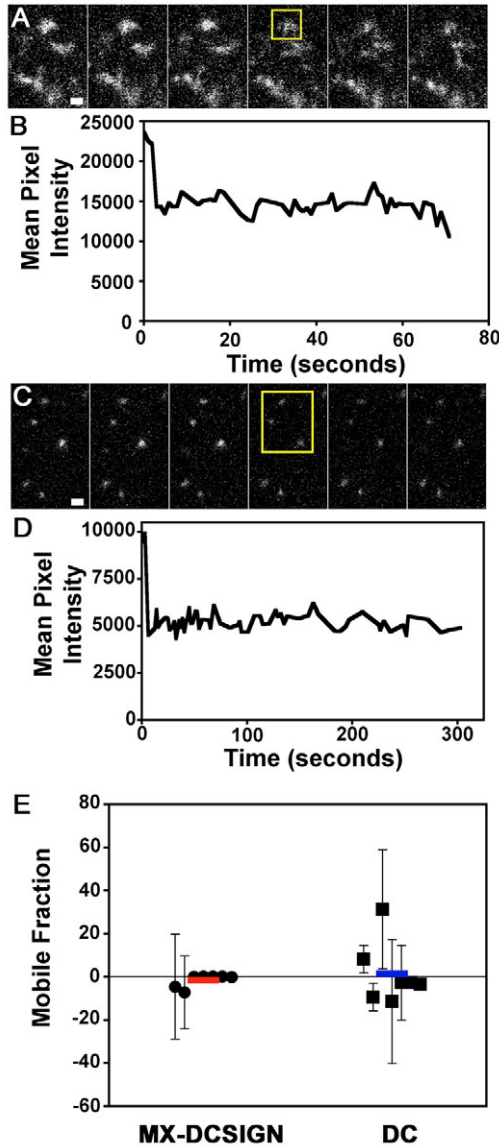 A
B
25000
20000
15000
10000
5000
0
Mean Pixel
Intensity
0 20 40 60 80
Time (seconds)
C
D
10000
7500
5000
2500
0
Mean Pixel
Intensity
0 100 200 300
Time (seconds)
E
80
60
40
20
0
-20
-40
-60
Mobile Fraction
MX-DCSIGN DC